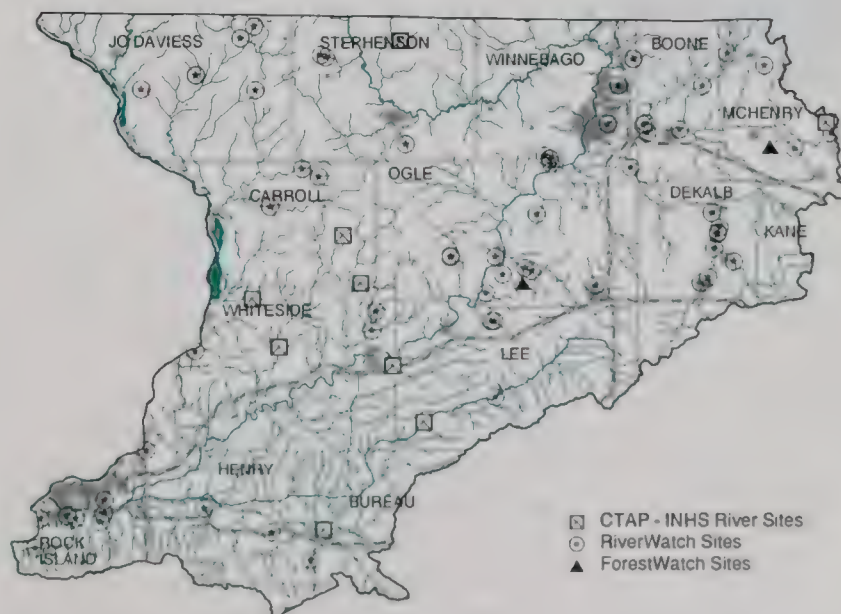 JO DAVIESS
STEPHENSON
WINNEBAGO
BOONE
MCHENRY
OGLE
CARROLL
DEKALB
KANE
WHITESIDE
LEE
HENRY
BUREAU
ROCK
ISLAND
CTAP - INHS River Sites
RiverWatch Sites
ForestWatch Sites